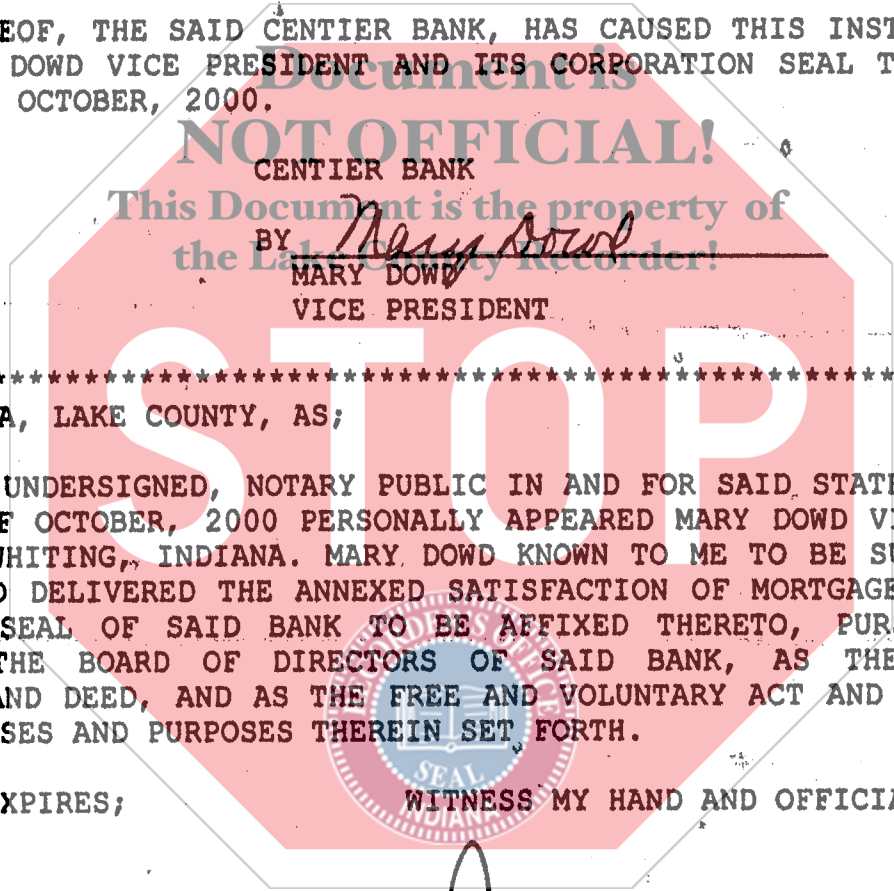 EOF, THE SAID CENTIER BANK, HAS CAUSED THIS INST
DOWD VICE PRESIDENT AND ITS CORPORATION SEAL T
OCTOBER, 2000.
Document is
NOT OFFICIAL!
CENTIER BANK
This Document is the property of
BY Mary Dowd
the Lake County Recorder!
MARY DOWD
VICE PRESIDENT
STOP
**************************************************
A, LAKE COUNTY, AS;
UNDERSIGNED, NOTARY PUBLIC IN AND FOR SAID STATE
F OCTOBER, 2000 PERSONALLY APPEARED MARY DOWD VI
WHITING, INDIANA. MARY DOWD KNOWN TO ME TO BE SU
D DELIVERED THE ANNEXED SATISFACTION OF MORTGAGE
SEAL OF SAID BANK TO BE AFFIXED THERETO, PUR
THE BOARD OF DIRECTORS OF SAID BANK, AS THE
AND DEED, AND AS THE FREE AND VOLUNTARY ACT AND
SES AND PURPOSES THEREIN SET FORTH.
RECORDER'S OFFICE
SEAL
INDIANA
XPIRES; WITNESS MY HAND AND OFFICIA